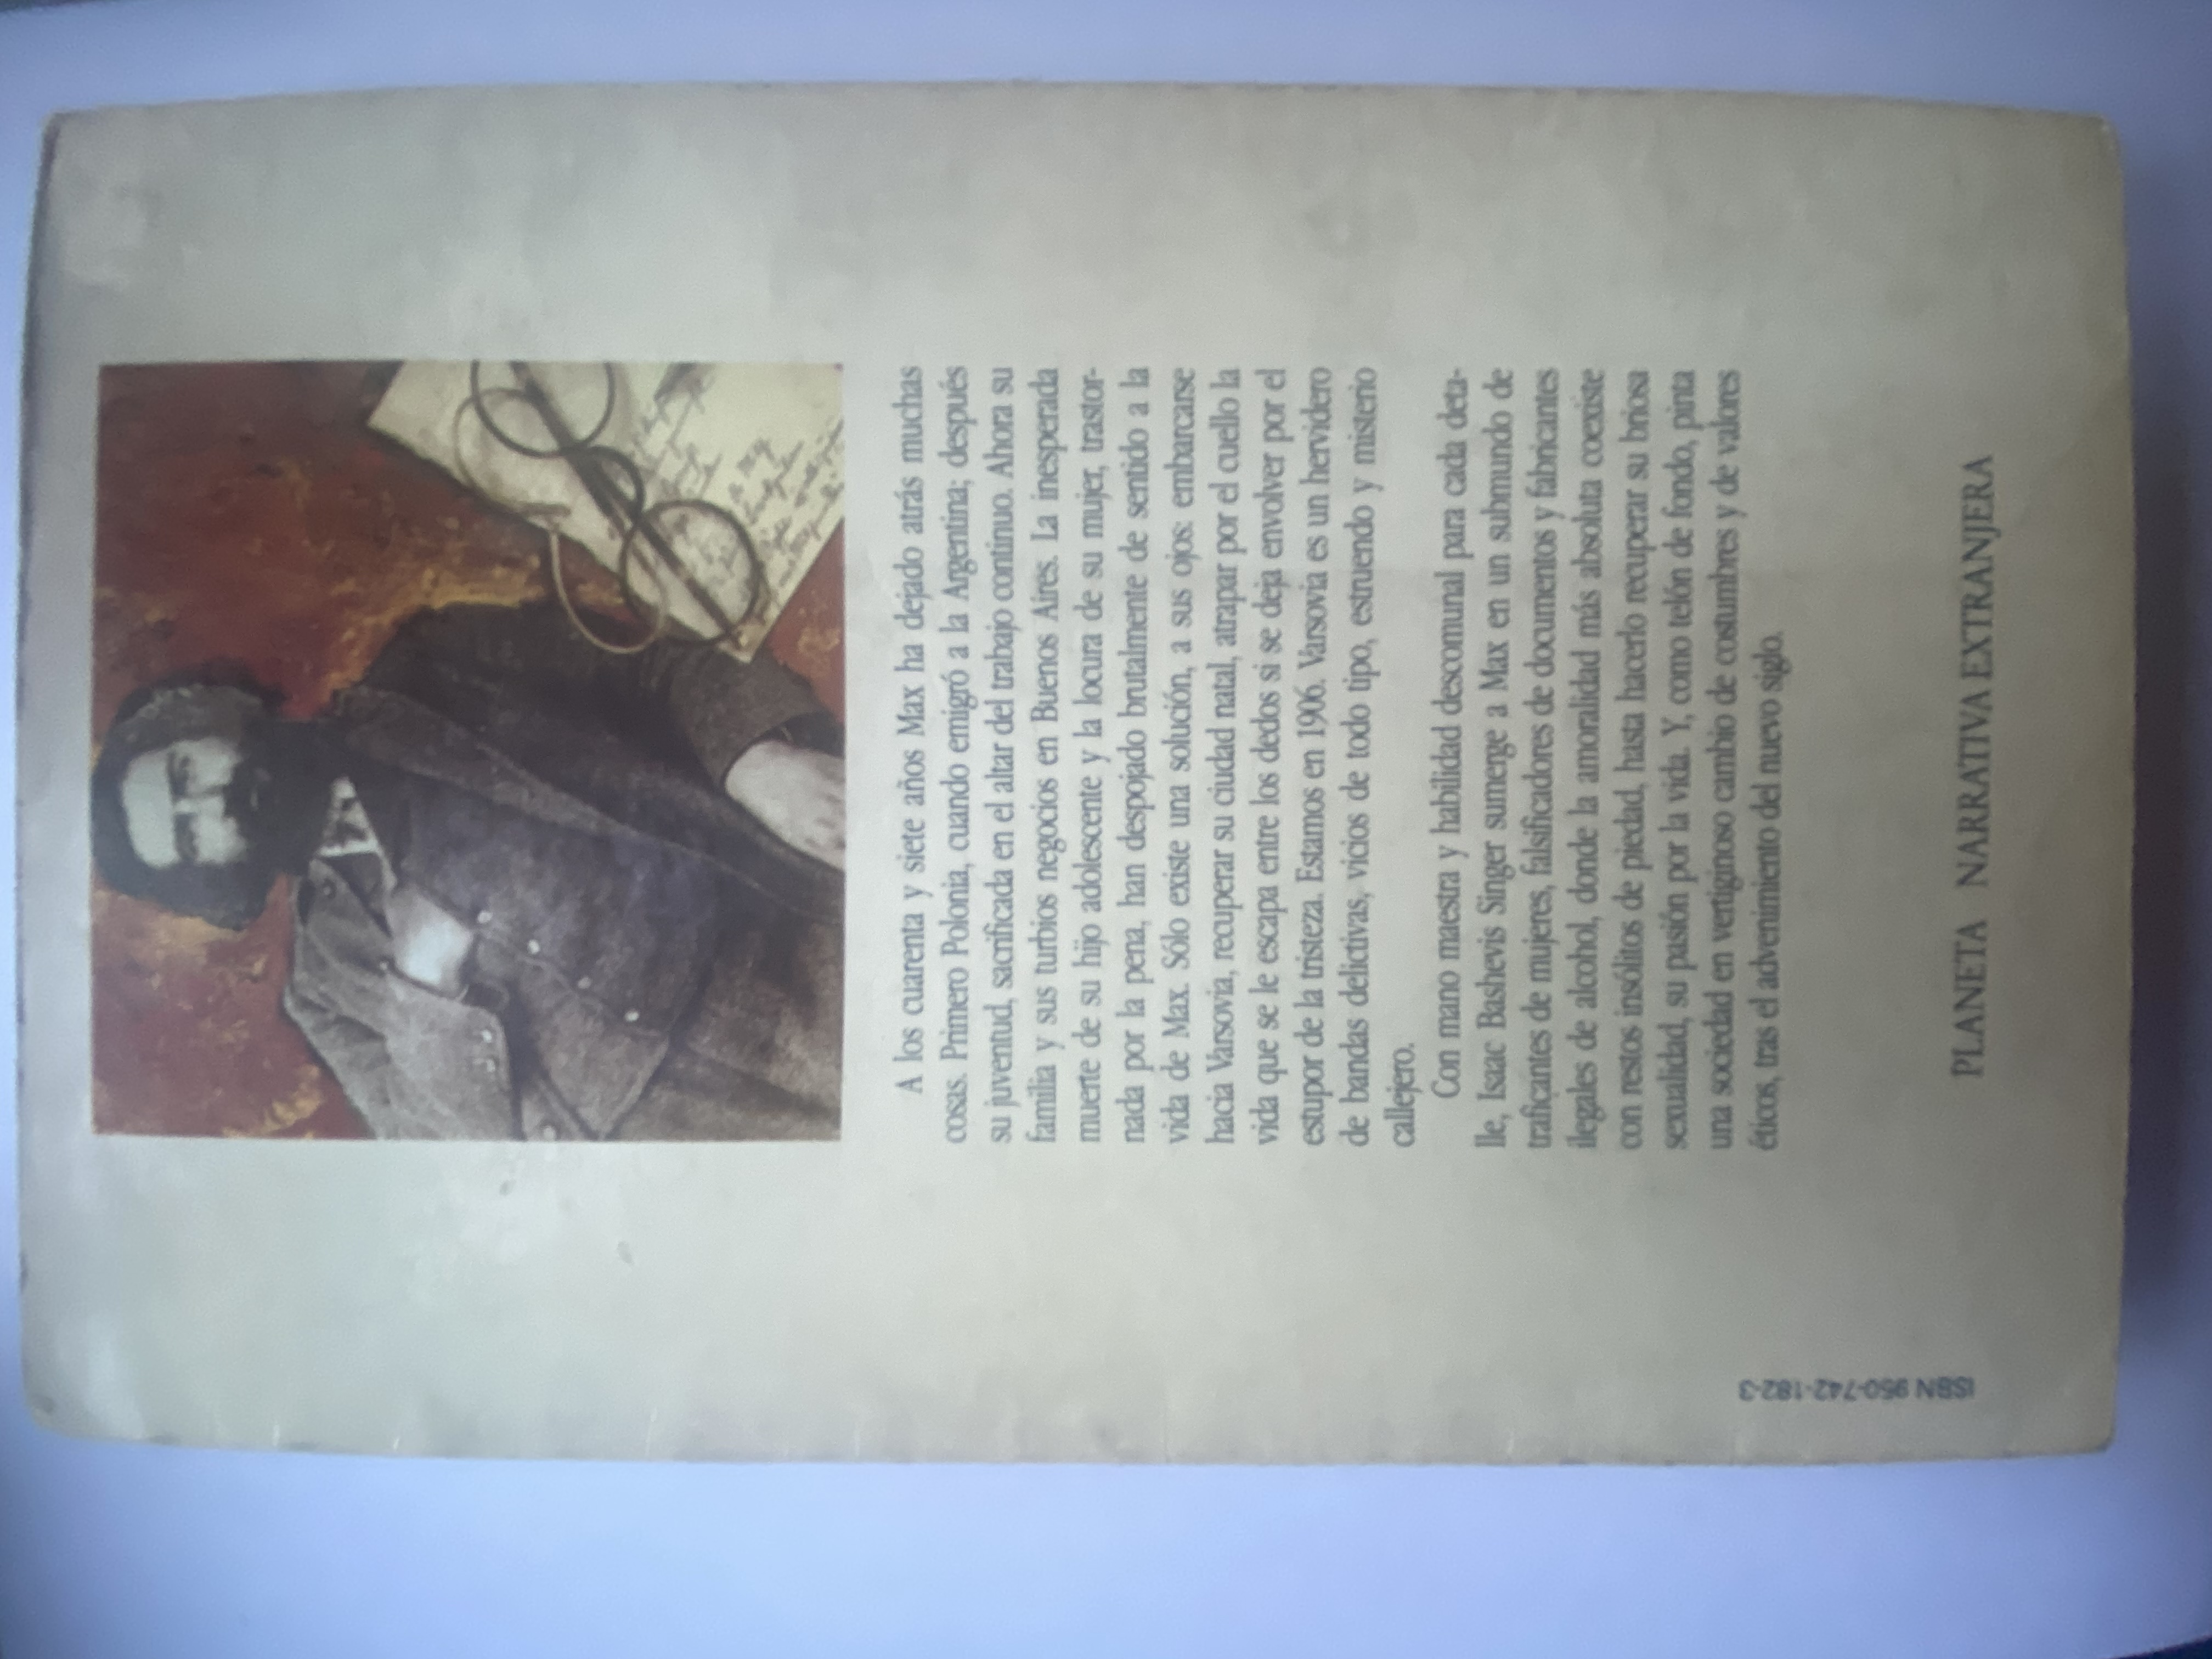 A los cuarenta y siete años Max ha dejado atrás muchas
cosas. Primero Polonia, cuando emigró a la Argentina; después
su juventud, sacrificada en el altar del trabajo continuo. Ahora su
familia y sus turbios negocios en Buenos Aires. La inesperada
muerte de su hijo adolescente y la locura de su mujer, trastor-
nada por la pena, han despojado brutalmente de sentido a la
vida de Max. Sólo existe una solución, a sus ojos: embarcarse
hacia Varsovia, recuperar su ciudad natal, atrapar por el cuello la
vida que se le escapa entre los dedos si se deja envolver por el
estupor de la tristeza. Estamos en 1906. Varsovia es un hervidero
de bandas delictivas, vicios de todo tipo, estruendo y misterio
callejero.
Con mano maestra y habilidad descomunal para cada deta-
lle, Isaac Bashevis Singer sumerge a Max en un submundo de
traficantes de mujeres, falsificadores de documentos y fabricantes
ilegales de alcohol, donde la amoralidad más absoluta coexiste
con restos insólitos de piedad, hasta hacerlo recuperar su briosa
sexualidad, su pasión por la vida. Y, como telón de fondo, pinta
una sociedad en vertiginoso cambio de costumbres y de valores
éticos, tras el advenimiento del nuevo siglo.
ISBN 950-742-182-3
PLANETA NARRATIVA EXTRANJERA